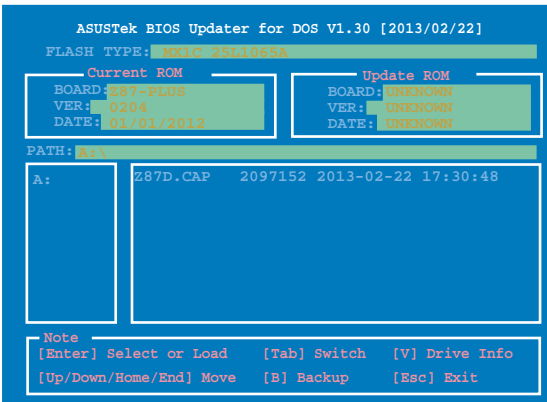 ASUSTek BIOS Updater for DOS V1.30 [2013/02/22]
FLASH TYPE: MX1C 25L1065A
Current ROM
BOARD: Z87-PLUS
VER: 0204
DATE: 01/01/2012
Update ROM
BOARD: UNKNOWN
VER: UNKNOWN
DATE: UNKNOWN
PATH: A:\
A:
Z87D.CAP 2097152 2013-02-22 17:30:48
Note
[Enter] Select or Load [Tab] Switch [V] Drive Info
[Up/Down/Home/End] Move [B] Backup [Esc] Exit